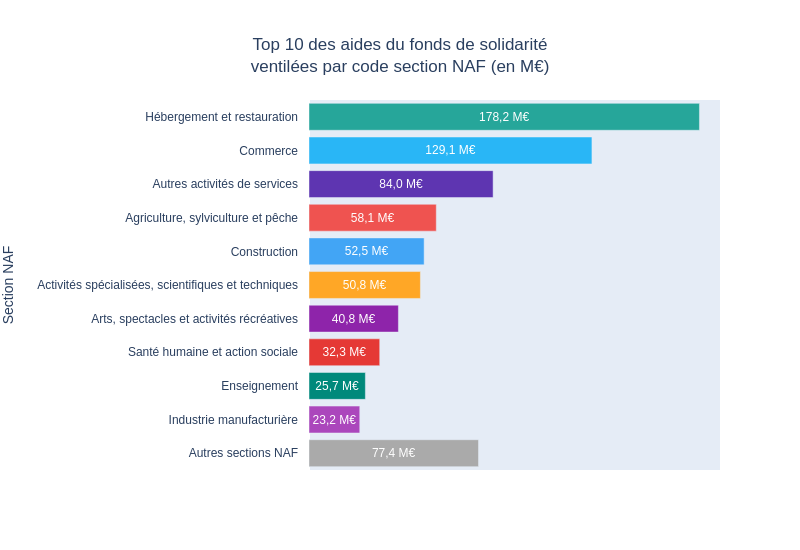 Top 10 des aides du fonds de solidarité
ventilées par code section NAF (en M€)
Section NAF
Hébergement et restauration 178,2 M€
Commerce 129,1 M€
Autres activités de services 84,0 M€
Agriculture, sylviculture et pêche 58,1 M€
Construction 52,5 M€
Activités spécialisées, scientifiques et techniques 50,8 M€
Arts, spectacles et activités récréatives 40,8 M€
Santé humaine et action sociale 32,3 M€
Enseignement 25,7 M€
Industrie manufacturière 23,2 M€
Autres sections NAF 77,4 M€